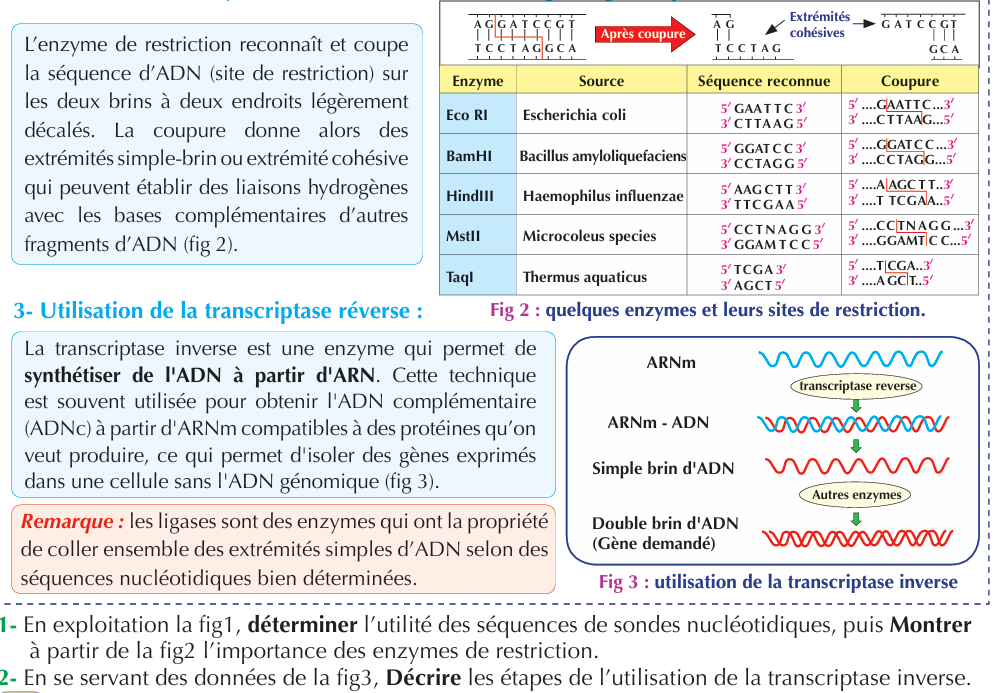 AG GATCCGT
TCCTAGGCA
Après coupure
AG
TCCTAG
Extrémités
cohésives
GATCCGT
GCA
L'enzyme de restriction reconnaît et coupe
la séquence d'ADN (site de restriction) sur
les deux brins à deux endroits légèrement
décalés. La coupure donne alors des
extrémités simple-brin ou extrémité cohésive
qui peuvent établir des liaisons hydrogènes
avec les bases complémentaires d'autres
fragments d'ADN (fig 2).
Enzyme Source Séquence reconnue Coupure
Eco RI Escherichia coli 5′ GAATTC 3′ 5′ ....GAATTC...3′
3′ CTTAAG 5′ 3′ ....CTTAAG...5′
BamHI Bacillus amyloliquefaciens 5′ GGATCC 3′ 5′ ....GGATCC...3′
3′ CCTAGG 5′ 3′ ....CCTAGG...5′
HindIII Haemophilus influenzae 5′ AAGCTT 3′ 5′ ....A AGCTT..3′
3′ TTCGAA 5′ 3′ ....T TCGAA..5′
MstII Microcoleus species 5′ CCTNAGG 3′ 5′ ....CCTNAGG...3′
3′ GGAMTCC 5′ 3′ ....GGAMTCC...5′
TaqI Thermus aquaticus 5′ TCGA 3′ 5′ ....TCGA..3′
3′ AGCT 5′ 3′ ....AGCT..5′
3- Utilisation de la transcriptase réverse :
Fig 2 : quelques enzymes et leurs sites de restriction.
La transcriptase inverse est une enzyme qui permet de
synthétiser de l'ADN à partir d'ARN. Cette technique
est souvent utilisée pour obtenir l'ADN complémentaire
(ADNc) à partir d'ARNm compatibles à des protéines qu'on
veut produire, ce qui permet d'isoler des gènes exprimés
dans une cellule sans l'ADN génomique (fig 3).
Remarque : les ligases sont des enzymes qui ont la propriété
de coller ensemble des extrémités simples d'ADN selon des
séquences nucléotidiques bien déterminées.
ARNm
transcriptase reverse
ARNm - ADN
Simple brin d'ADN
Autres enzymes
Double brin d'ADN
(Gène demandé)
Fig 3 : utilisation de la transcriptase inverse
1- En exploitation la fig1, déterminer l'utilité des séquences de sondes nucléotidiques, puis Montrer
à partir de la fig2 l'importance des enzymes de restriction.
2- En se servant des données de la fig3, Décrire les étapes de l'utilisation de la transcriptase inverse.